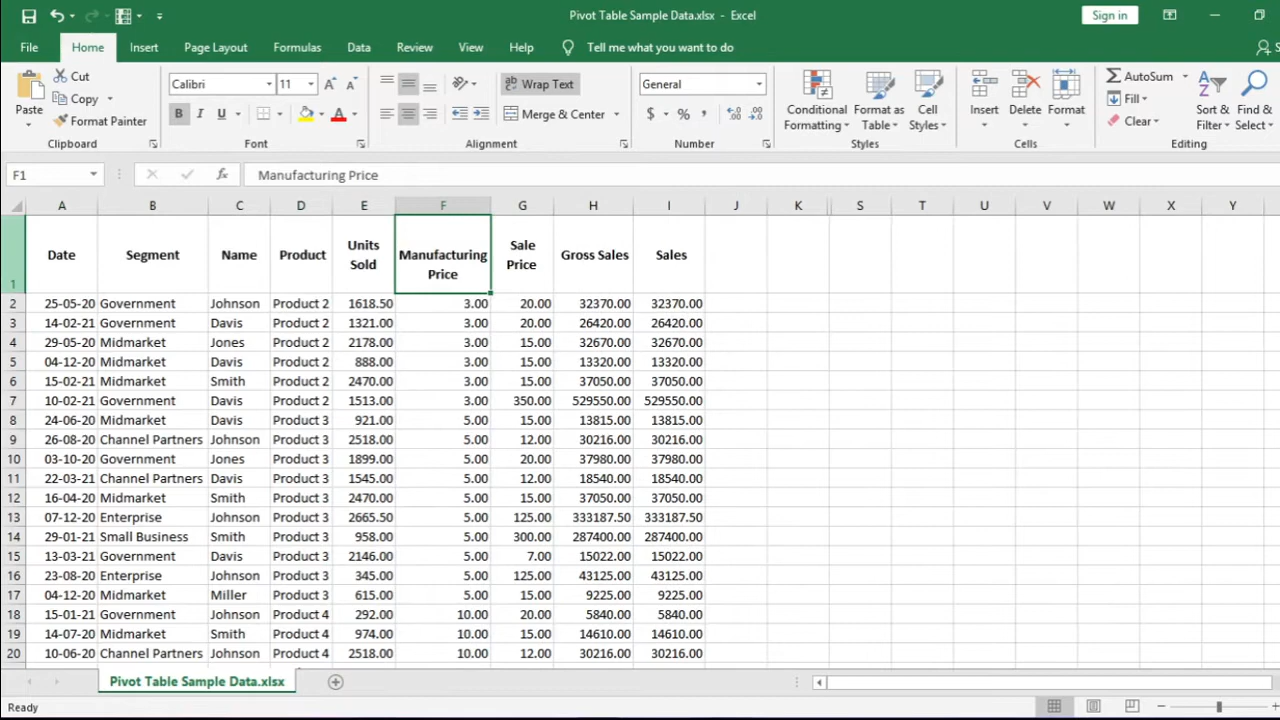 Pivot Table Sample Data.xlsx - Excel
Sign in
File Home Insert Page Layout Formulas Data Review View Help Tell me what you want to do
Paste
Cut
Copy
Format Painter
Clipboard
Calibri 11 A A
B I U A
Font
ab Wrap Text
Merge & Center
Alignment
General
$ % ,
Number
Conditional Formatting
Format as Table
Cell Styles
Styles
Insert Delete Format
Cells
AutoSum
Fill
Clear
Sort & Filter
Find & Select
Editing
F1 fx Manufacturing Price
A B C D E F G H I J K S T U V W X Y
1 Date Segment Name Product Units Sold Manufacturing Price Sale Price Gross Sales Sales
2 25-05-20 Government Johnson Product 2 1618.50 3.00 20.00 32370.00 32370.00
3 14-02-21 Government Davis Product 2 1321.00 3.00 20.00 26420.00 26420.00
4 29-05-20 Midmarket Jones Product 2 2178.00 3.00 15.00 32670.00 32670.00
5 04-12-20 Midmarket Davis Product 2 888.00 3.00 15.00 13320.00 13320.00
6 15-02-21 Midmarket Smith Product 2 2470.00 3.00 15.00 37050.00 37050.00
7 10-02-21 Government Davis Product 2 1513.00 3.00 350.00 529550.00 529550.00
8 24-06-20 Midmarket Davis Product 3 921.00 5.00 15.00 13815.00 13815.00
9 26-08-20 Channel Partners Johnson Product 3 2518.00 5.00 12.00 30216.00 30216.00
10 03-10-20 Government Jones Product 3 1899.00 5.00 20.00 37980.00 37980.00
11 22-03-21 Channel Partners Davis Product 3 1545.00 5.00 12.00 18540.00 18540.00
12 16-04-20 Midmarket Smith Product 3 2470.00 5.00 15.00 37050.00 37050.00
13 07-12-20 Enterprise Johnson Product 3 2665.50 5.00 125.00 333187.50 333187.50
14 29-01-21 Small Business Smith Product 3 958.00 5.00 300.00 287400.00 287400.00
15 13-03-21 Government Davis Product 3 2146.00 5.00 7.00 15022.00 15022.00
16 23-08-20 Enterprise Johnson Product 3 345.00 5.00 125.00 43125.00 43125.00
17 04-12-20 Midmarket Miller Product 3 615.00 5.00 15.00 9225.00 9225.00
18 15-01-21 Government Johnson Product 4 292.00 10.00 20.00 5840.00 5840.00
19 14-07-20 Midmarket Smith Product 4 974.00 10.00 15.00 14610.00 14610.00
20 10-06-20 Channel Partners Johnson Product 4 2518.00 10.00 12.00 30216.00 30216.00
Pivot Table Sample Data.xlsx
Ready